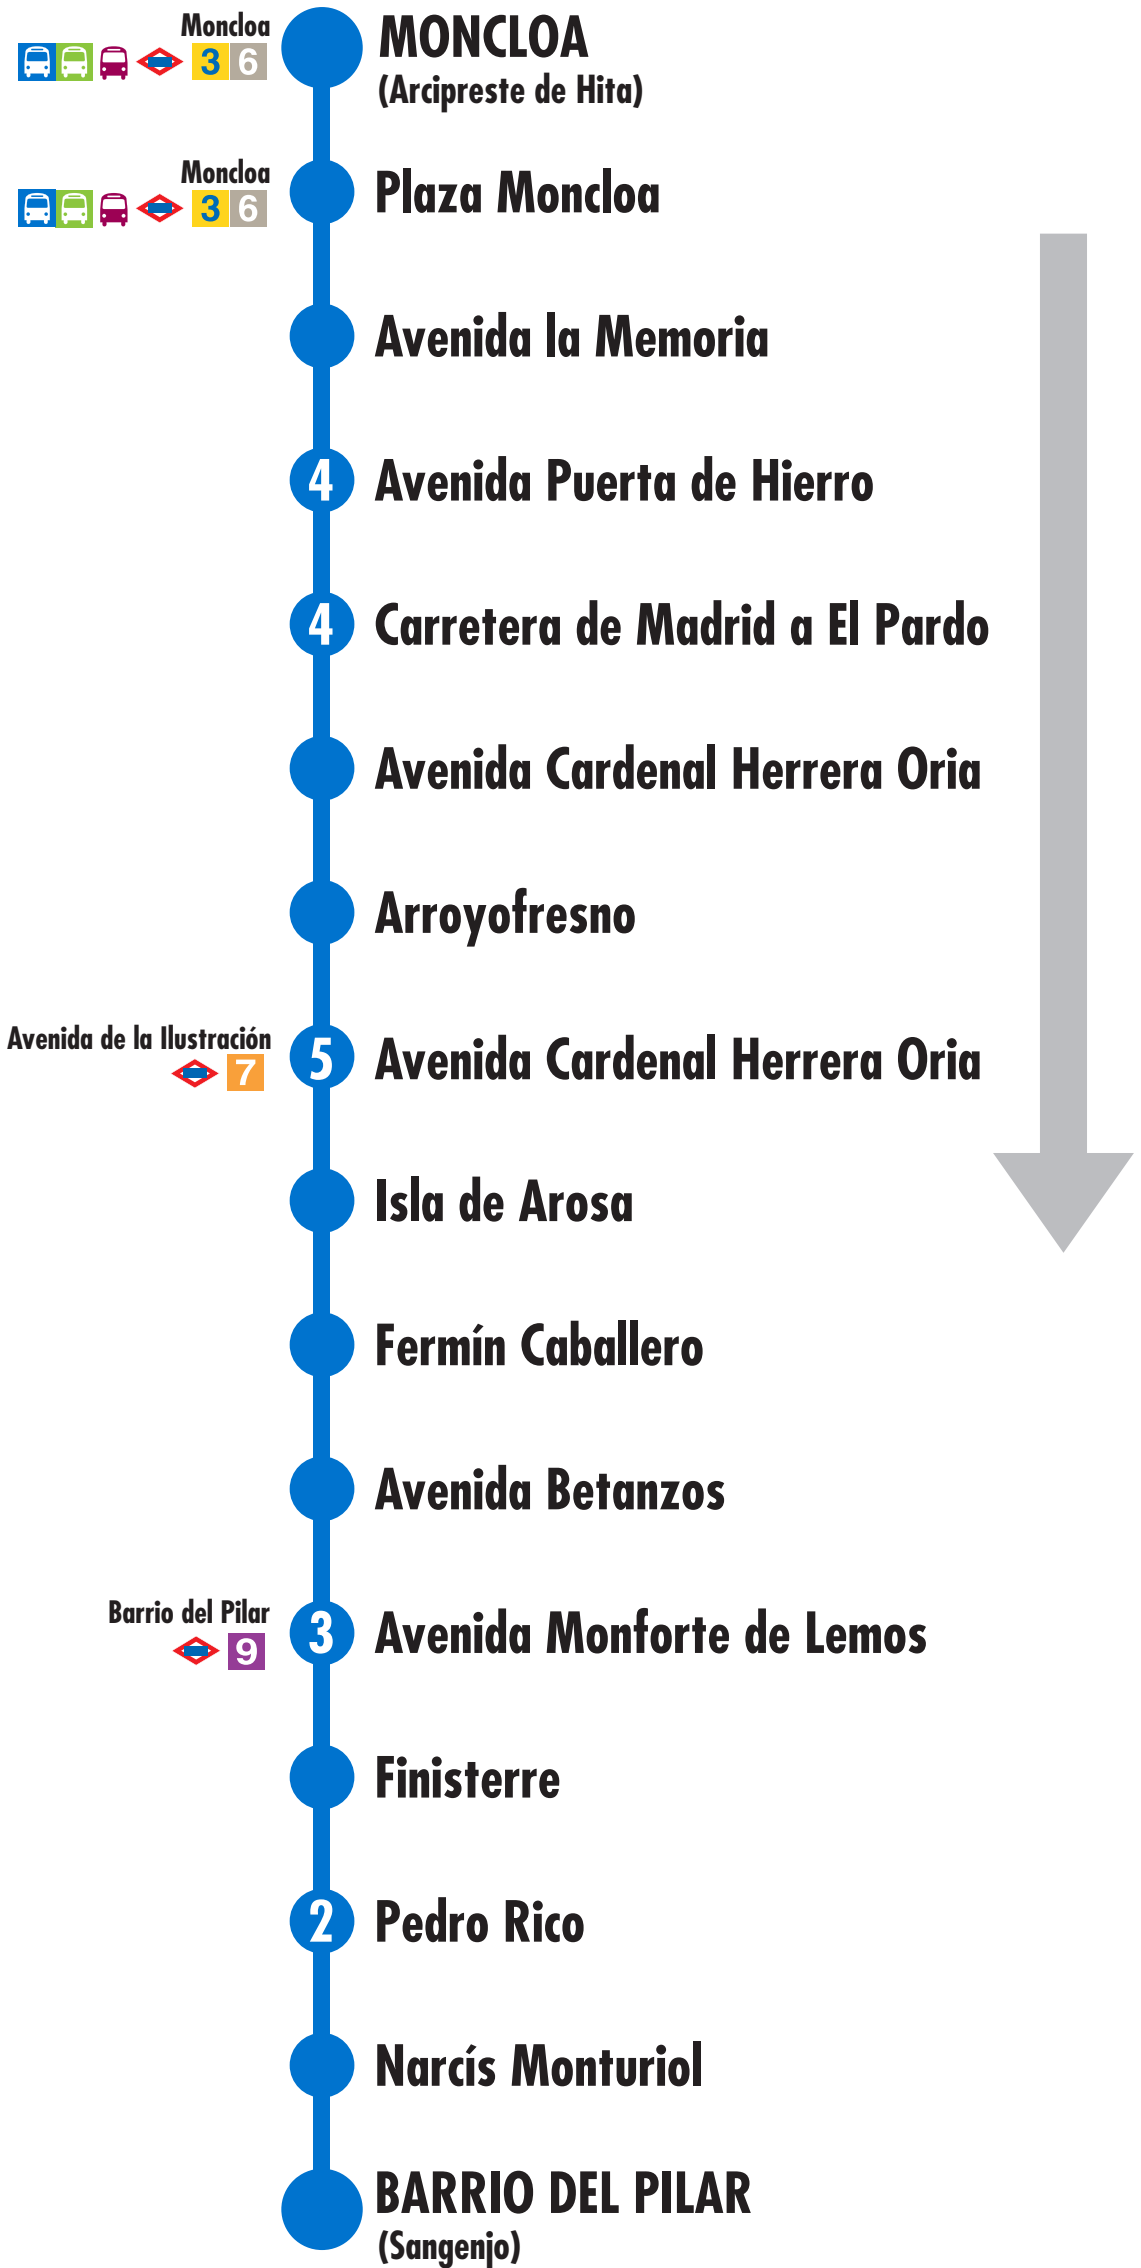 Moncloa
3 6
MONCLOA
(Arcipreste de Hita)
Moncloa
3 6
Plaza Moncloa
Avenida la Memoria
4 Avenida Puerta de Hierro
4 Carretera de Madrid a El Pardo
Avenida Cardenal Herrera Oria
Arroyofresno
Avenida de la Ilustración
7
5 Avenida Cardenal Herrera Oria
Isla de Arosa
Fermín Caballero
Avenida Betanzos
Barrio del Pilar
9
3 Avenida Monforte de Lemos
Finisterre
2 Pedro Rico
Narcís Monturiol
BARRIO DEL PILAR
(Sangenjo)